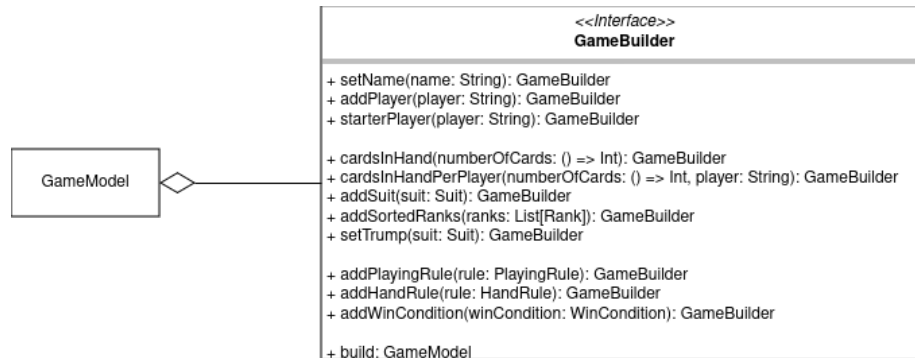 <<Interface>>
GameBuilder
+ setName(name: String): GameBuilder
+ addPlayer(player: String): GameBuilder
+ starterPlayer(player: String): GameBuilder
+ cardsInHand(numberOfCards: () => Int): GameBuilder
+ cardsInHandPerPlayer(numberOfCards: () => Int, player: String): GameBuilder
+ addSuit(suit: Suit): GameBuilder
+ addSortedRanks(ranks: List[Rank]): GameBuilder
+ setTrump(suit: Suit): GameBuilder
+ addPlayingRule(rule: PlayingRule): GameBuilder
+ addHandRule(rule: HandRule): GameBuilder
+ addWinCondition(winCondition: WinCondition): GameBuilder
+ build: GameModel
GameModel